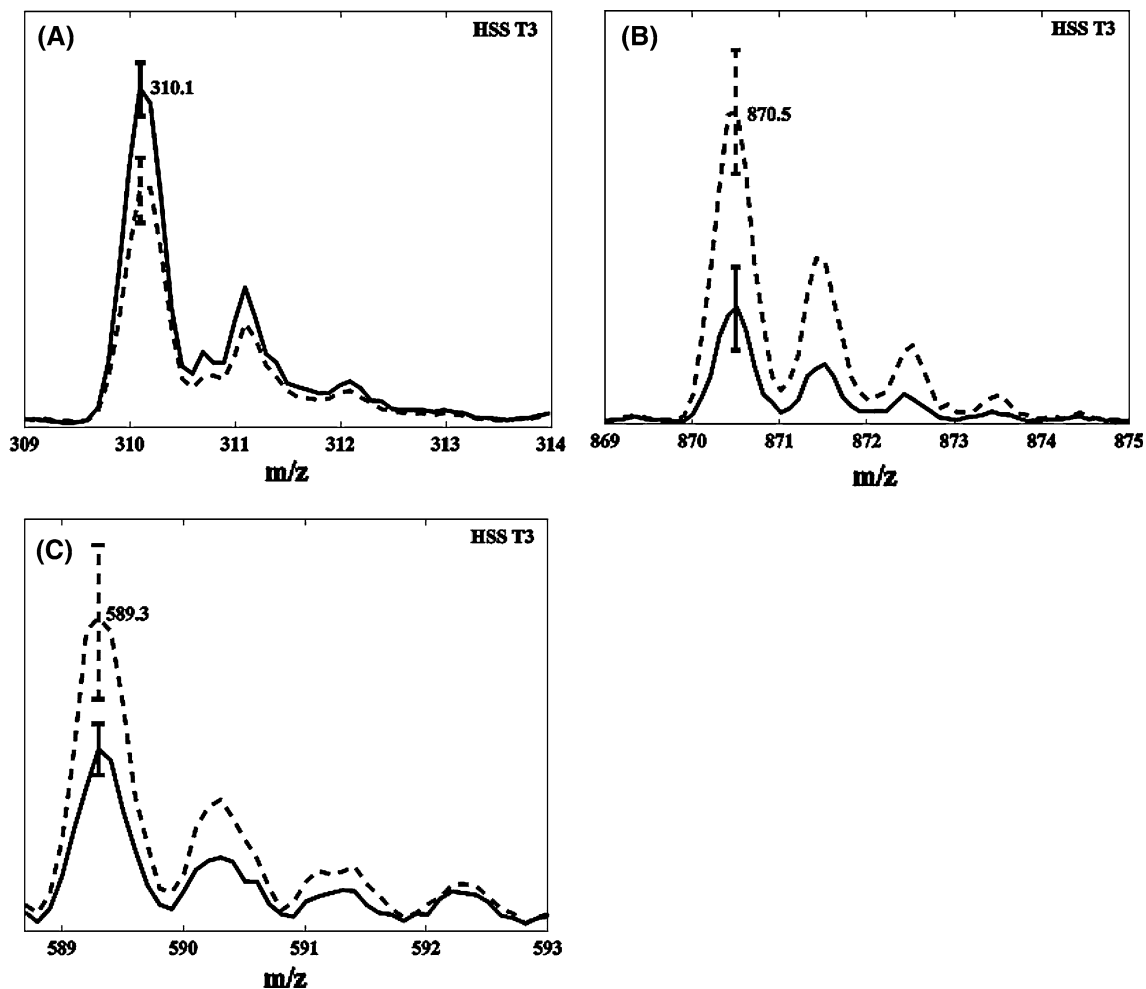 (A)
HSS T3
310.1
309 310 311 312 313 314
m/z
(B)
HSS T3
870.5
869 870 871 872 873 874 875
m/z
(C)
HSS T3
589.3
589 590 591 592 593
m/z